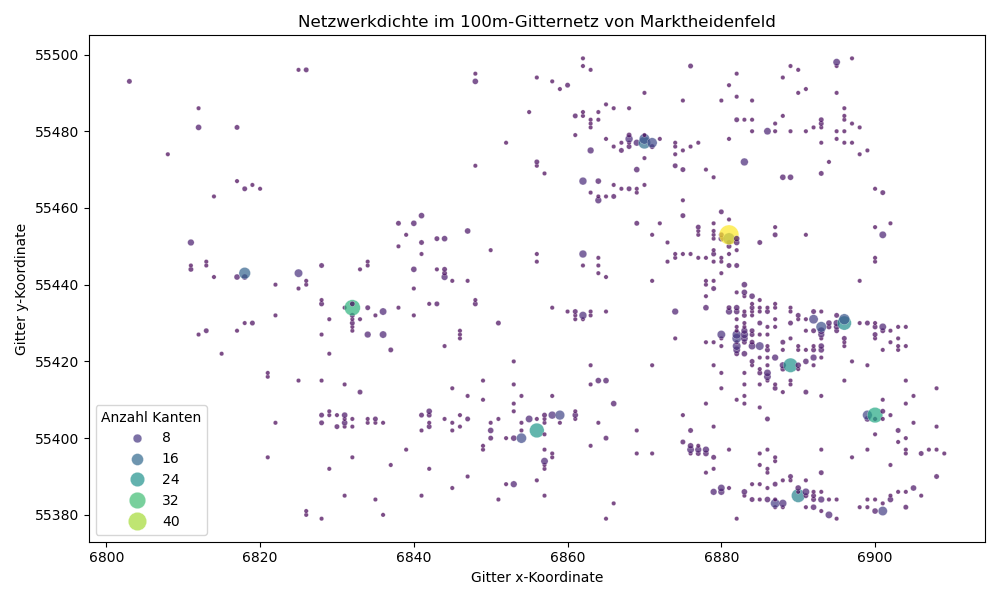 Netzwerkdichte im 100m-Gitternetz von Marktheidenfeld
Gitter y-Koordinate
55500
55480
55460
55440
55420
55400
55380
Anzahl Kanten
8
16
24
32
40
6800 6820 6840 6860 6880 6900
Gitter x-Koordinate